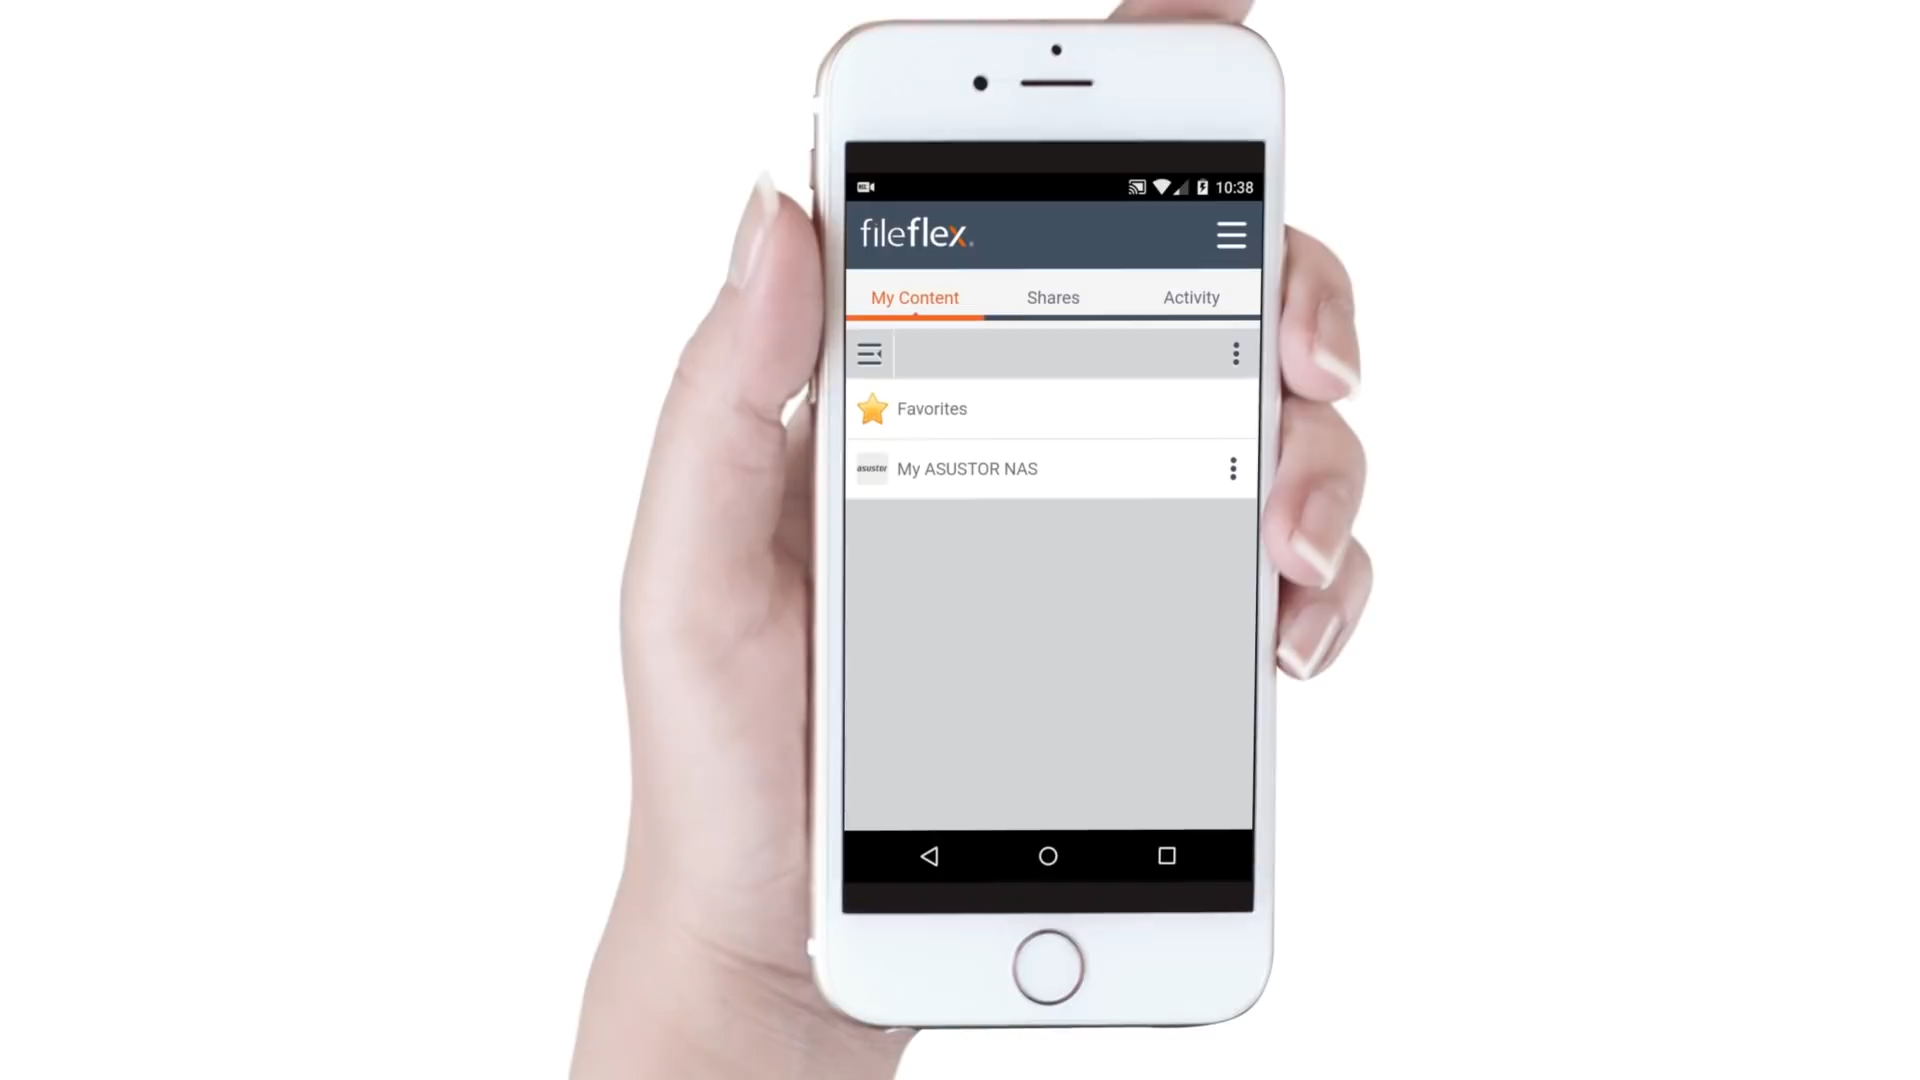 10:38
fileflex
My Content Shares Activity
Favorites
asustor My ASUSTOR NAS